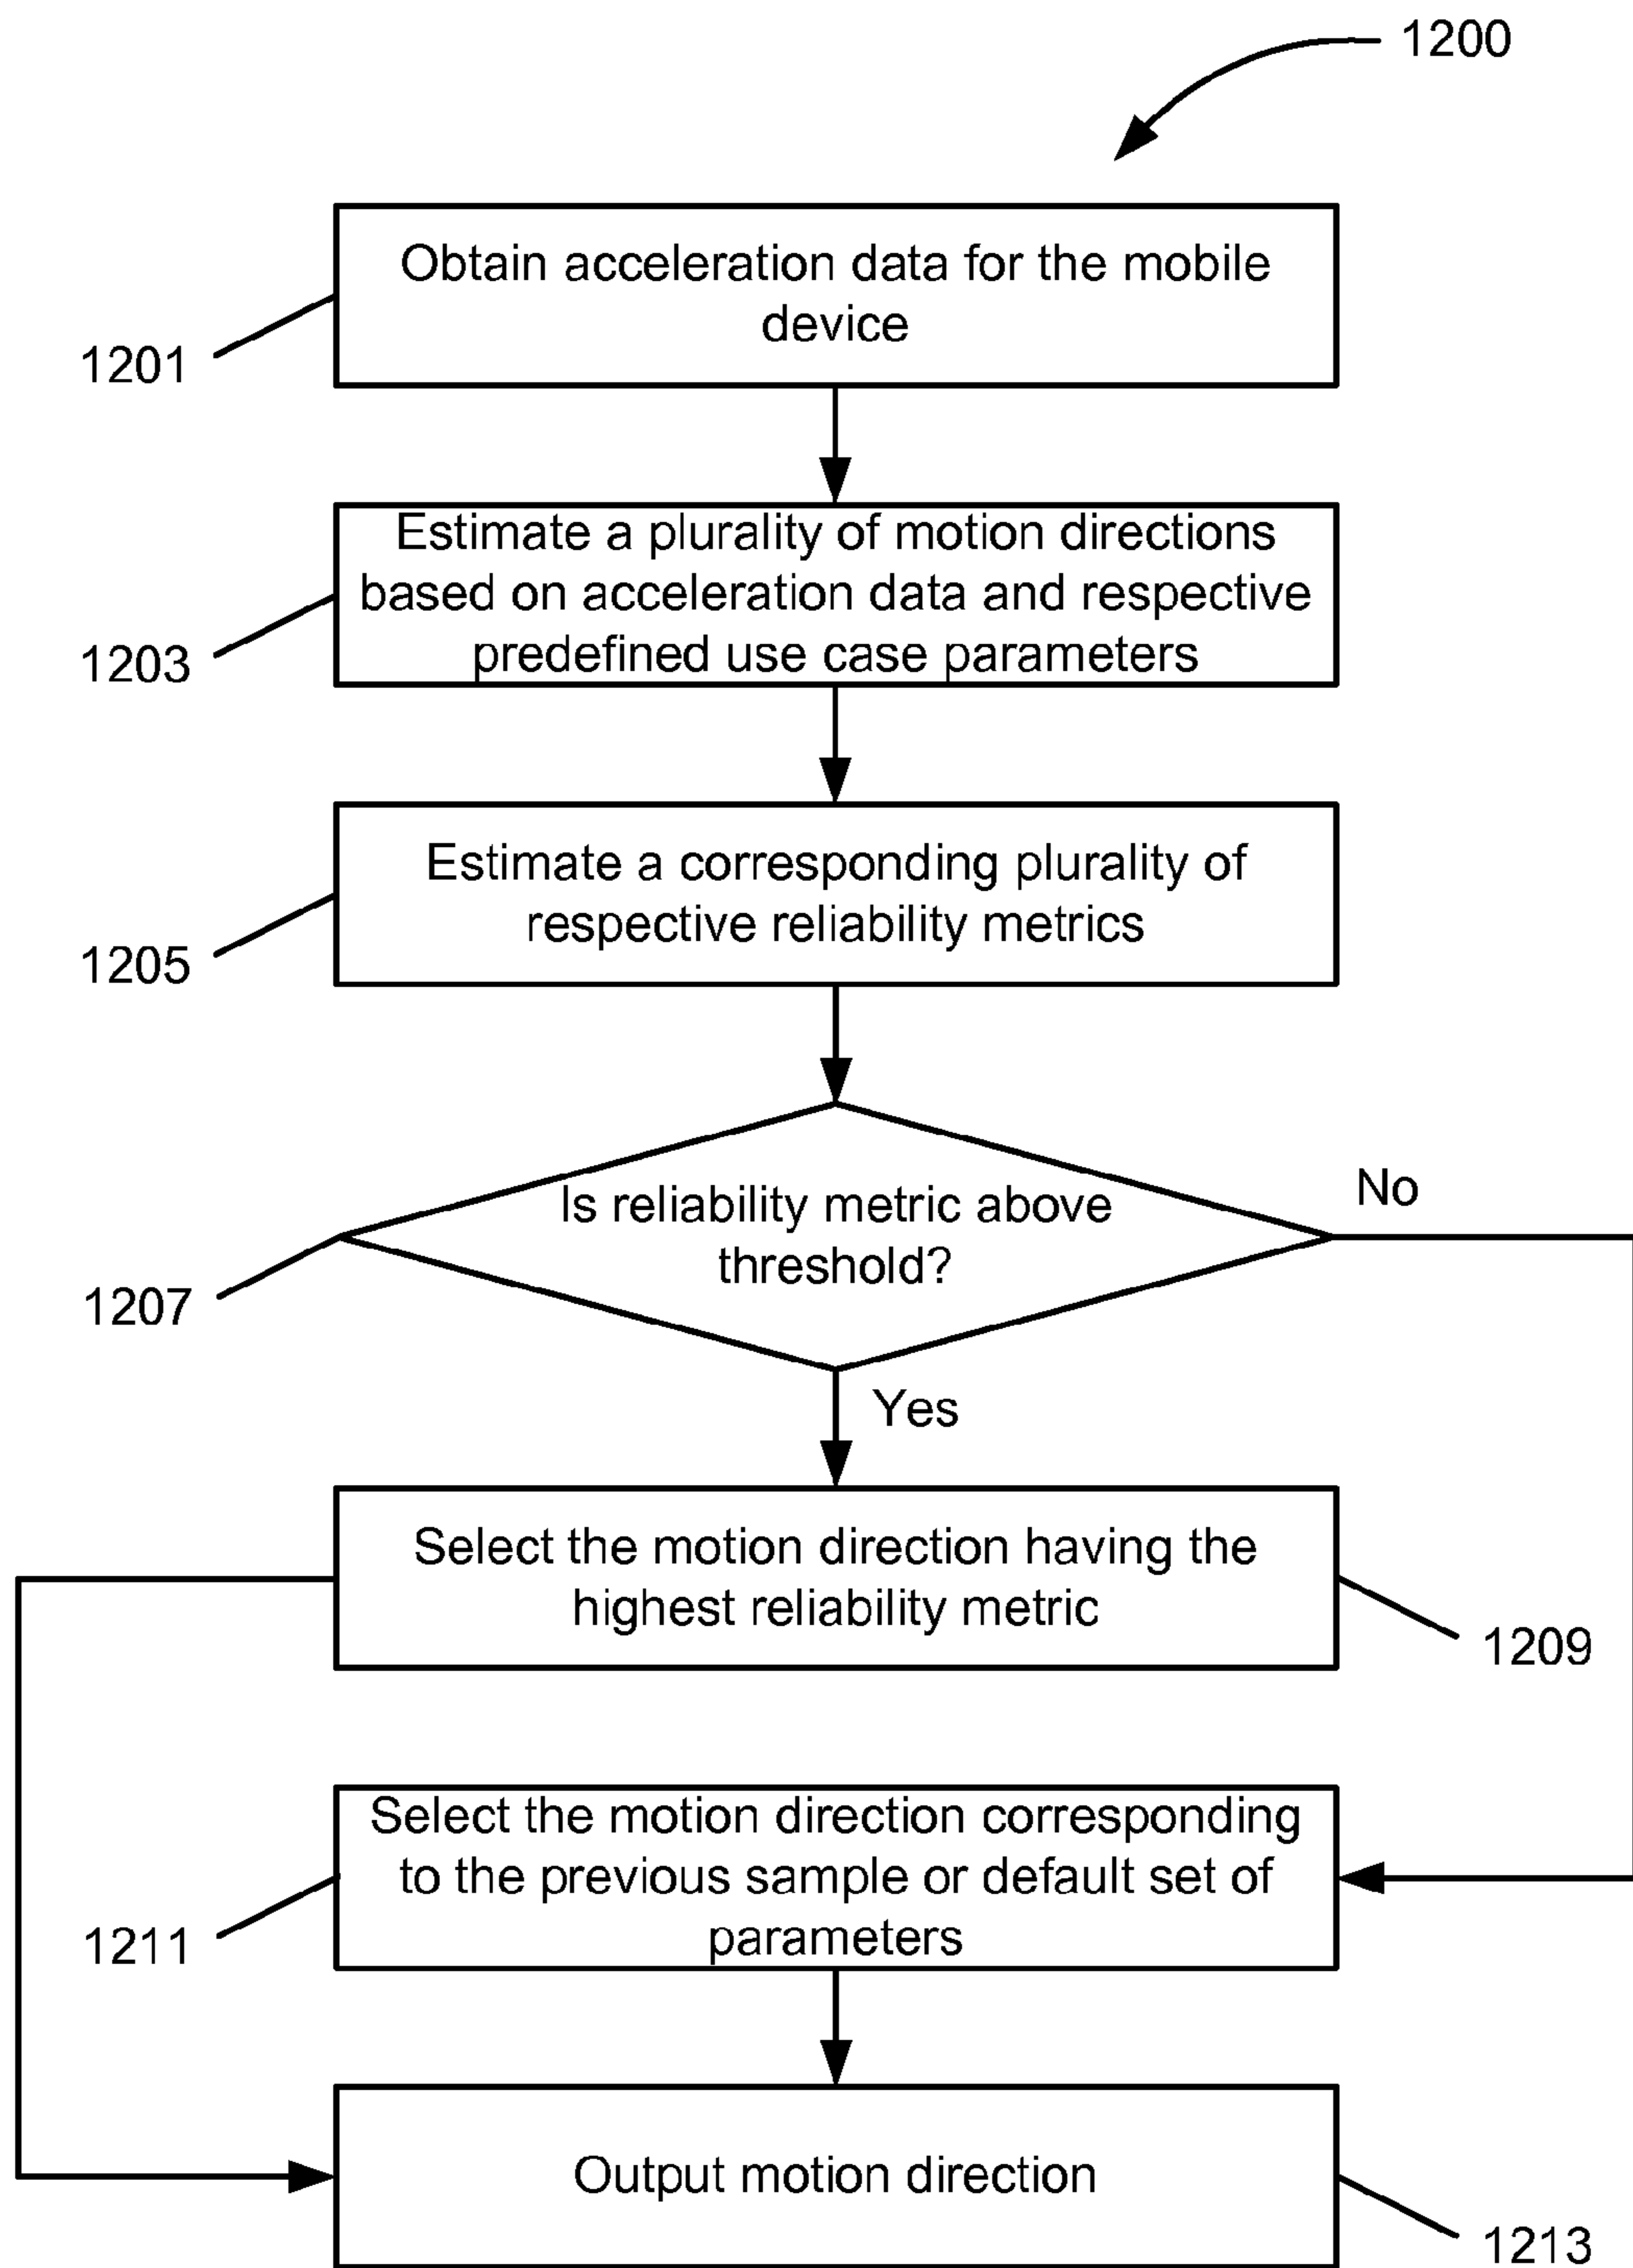 1200
Obtain acceleration data for the mobile
device
1201
Estimate a plurality of motion directions
based on acceleration data and respective
predefined use case parameters
1203
Estimate a corresponding plurality of
respective reliability metrics
1205
Is reliability metric above
threshold?
No
1207
Yes
Select the motion direction having the
highest reliability metric
1209
Select the motion direction corresponding
to the previous sample or default set of
parameters
1211
Output motion direction
1213